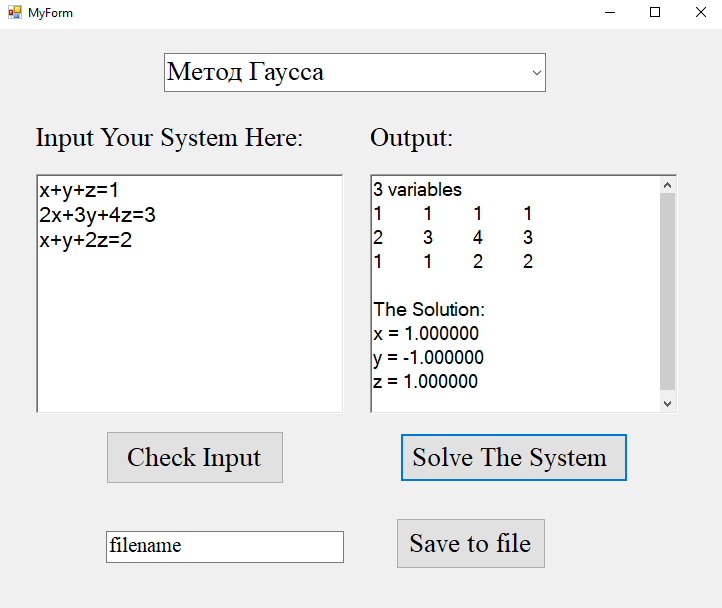 MyForm
Метод Гаусса
Input Your System Here:
Output:
x+y+z=1
2x+3y+4z=3
x+y+2z=2
3 variables
1 1 1 1
2 3 4 3
1 1 2 2
The Solution:
x = 1.000000
y = -1.000000
z = 1.000000
Check Input
Solve The System
filename
Save to file